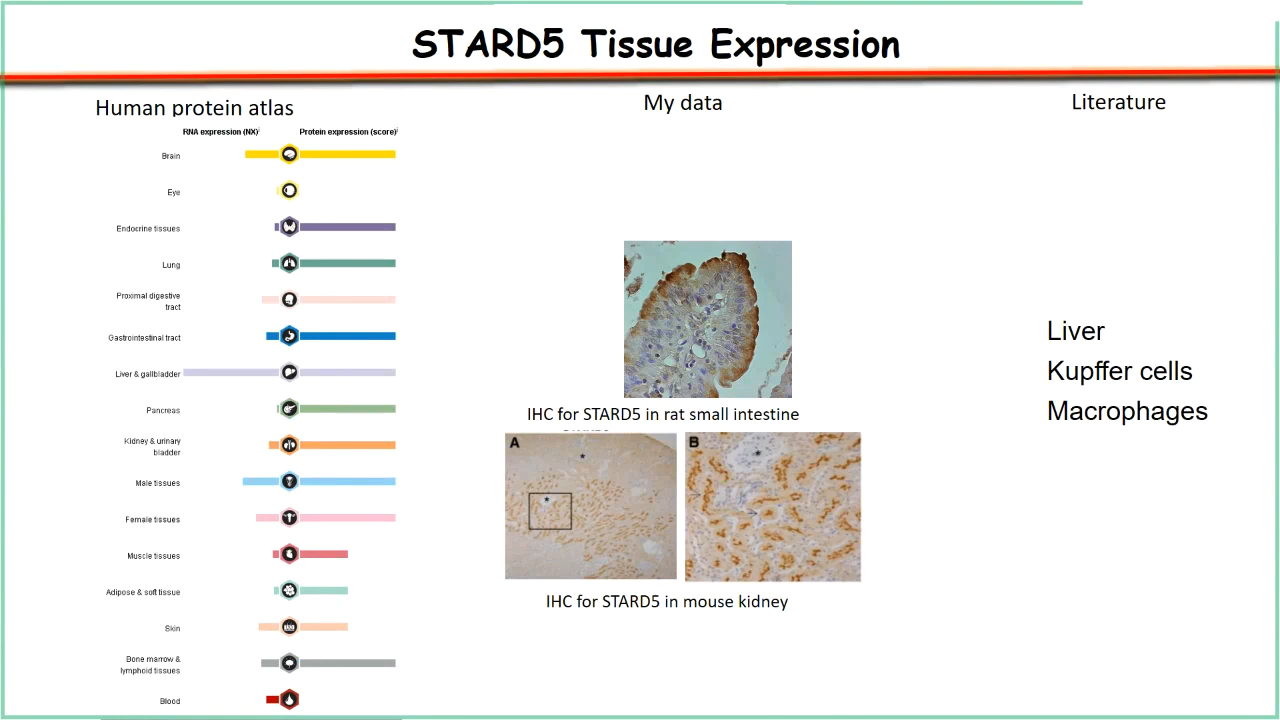 STARD5 Tissue Expression
Human protein atlas
RNA expression (NX)
Protein expression (score)
Brain
Eye
Endocrine tissues
Lung
Proximal digestive
tract
Gastrointestinal tract
Liver & gallbladder
Pancreas
Kidney & urinary
bladder
Male tissues
Female tissues
Muscle tissues
Adipose & soft tissue
Skin
Bone marrow &
lymphoid tissues
Blood
My data
IHC for STARD5 in rat small intestine
A
B
IHC for STARD5 in mouse kidney
Literature
Liver
Kupffer cells
Macrophages